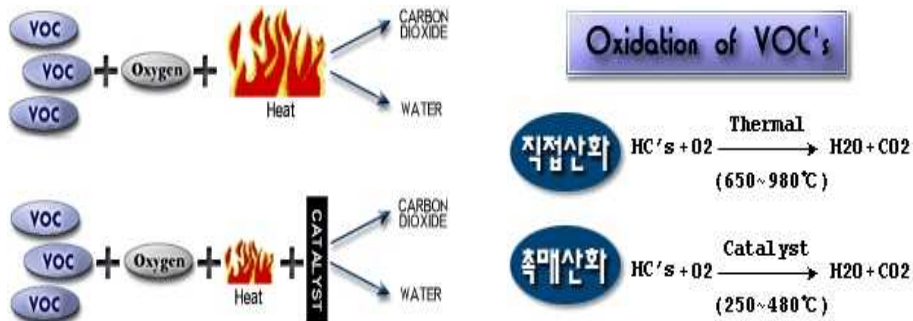 VOC
VOC + Oxygen +
VOC
Heat
CARBON
DIOXIDE
WATER
VOC
VOC + Oxygen + +
VOC
Heat
CATALYST
CARBON
DIOXIDE
WATER
Oxidation of VOC's
직접산화
HC's + O2
Thermal
(650~980℃)
H2O + CO2
촉매산화
HC's + O2
Catalyst
(250~480℃)
H2O + CO2